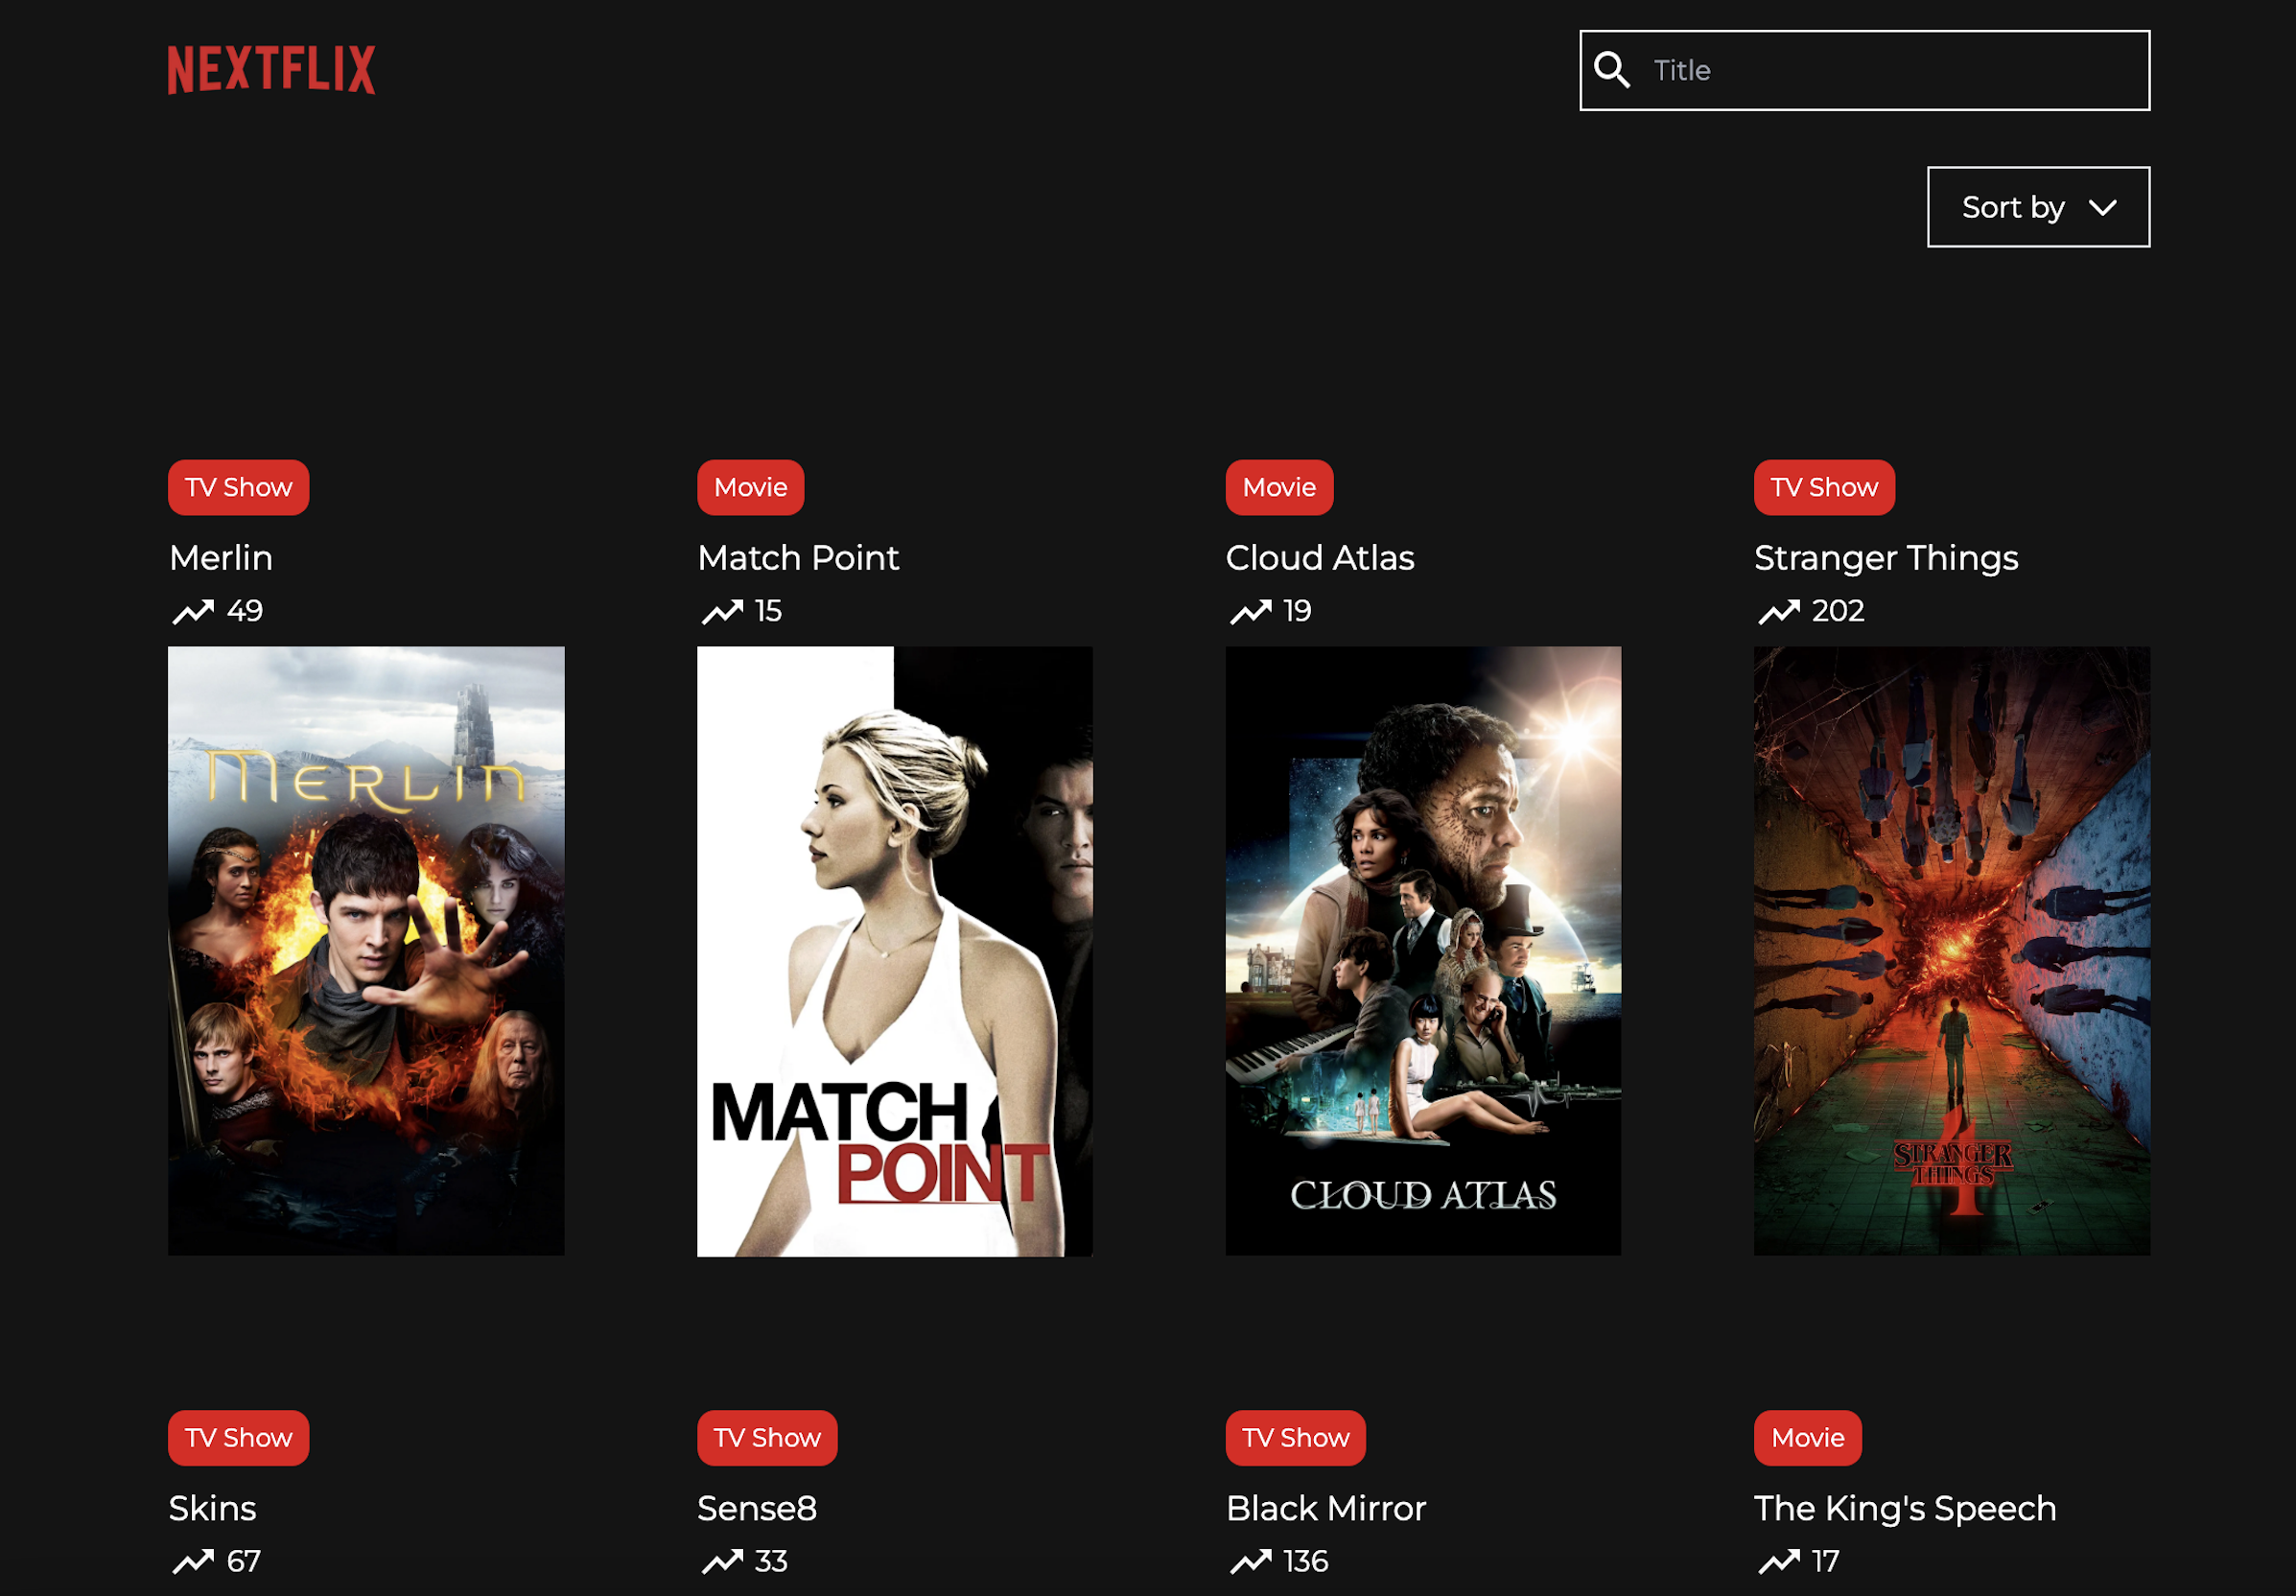 NEXTFLIX
Title
Sort by
TV Show
Merlin
49
MERLIN
Movie
Match Point
15
MATCH
POINT
Movie
Cloud Atlas
19
CLOUD ATLAS
TV Show
Stranger Things
202
STRANGER
THINGS
4
TV Show
Skins
67
TV Show
Sense8
33
TV Show
Black Mirror
136
Movie
The King's Speech
17